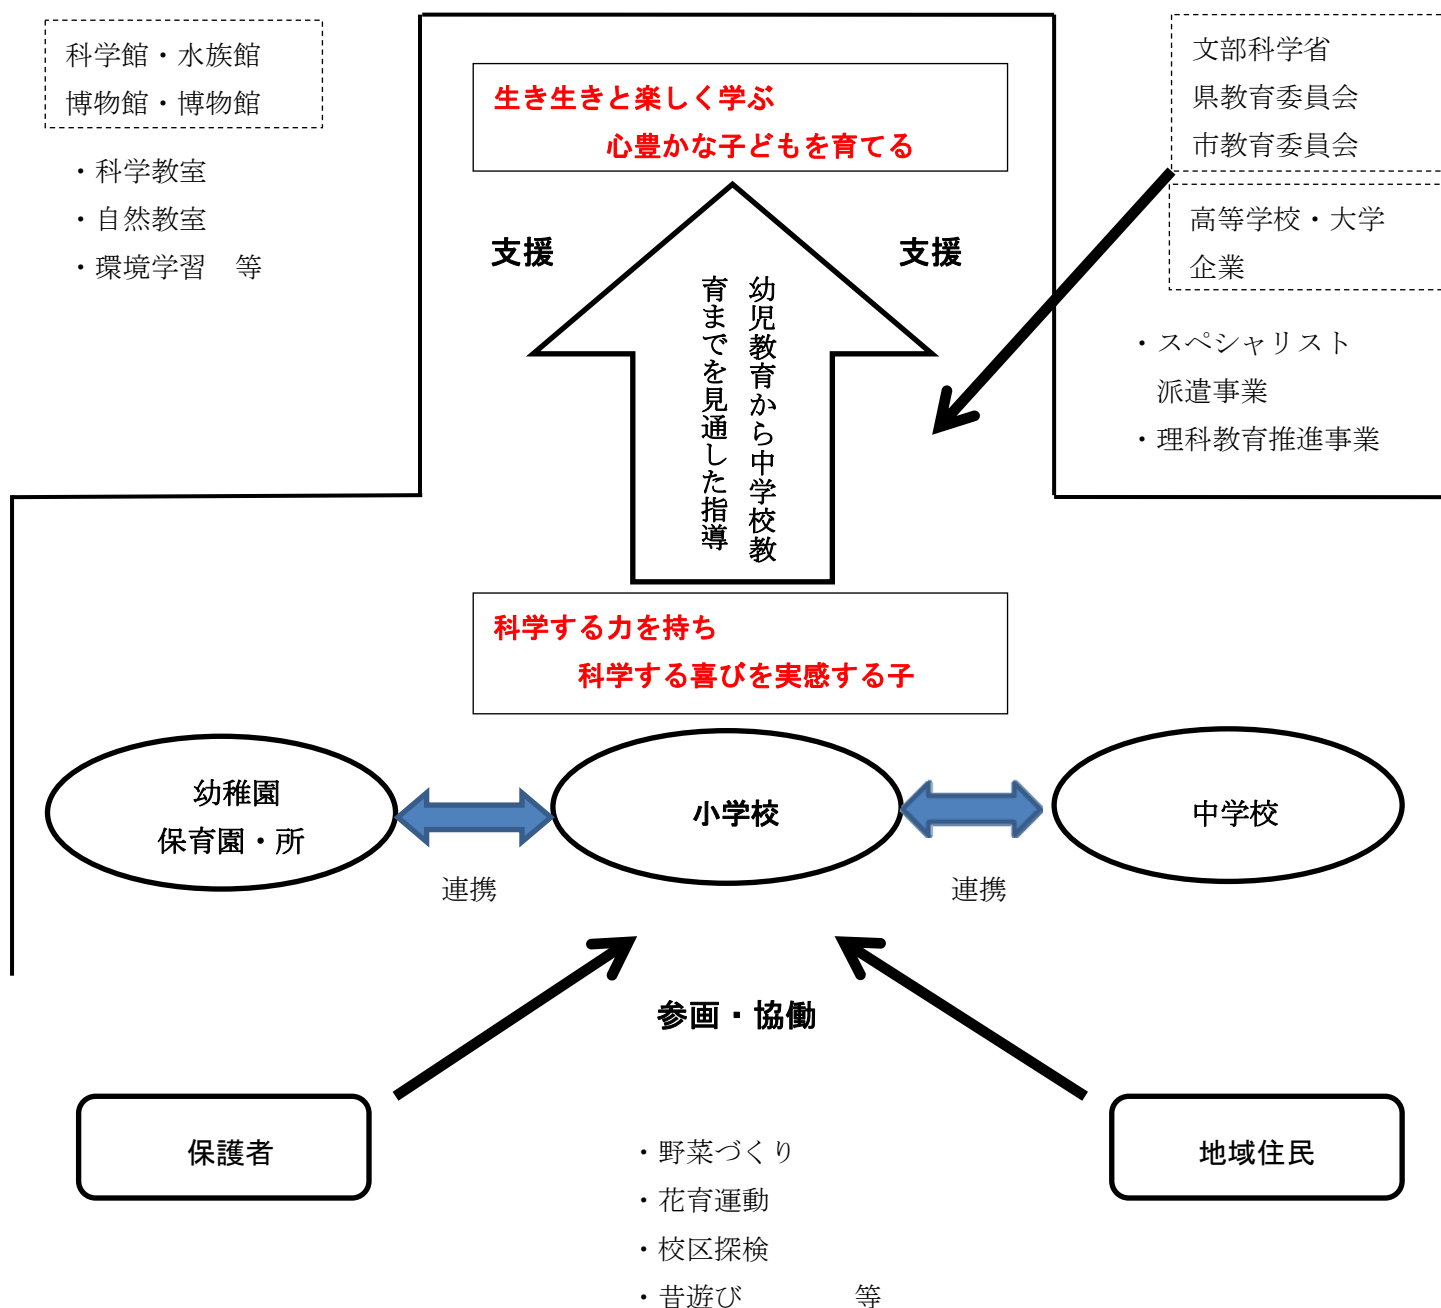 科学館・水族館
博物館・博物館
・科学教室
・自然教室
・環境学習　等
生き生きと楽しく学ぶ
心豊かな子どもを育てる
文部科学省
県教育委員会
市教育委員会
高等学校・大学
企業
・スペシャリスト
派遣事業
・理科教育推進事業
支援
支援
幼児教育から中学校教
育までを見通した指導
科学する力を持ち
科学する喜びを実感する子
幼稚園
保育園・所
小学校
中学校
連携
連携
参画・協働
保護者
地域住民
・野菜づくり
・花育運動
・校区探検
・昔遊び　　　　等